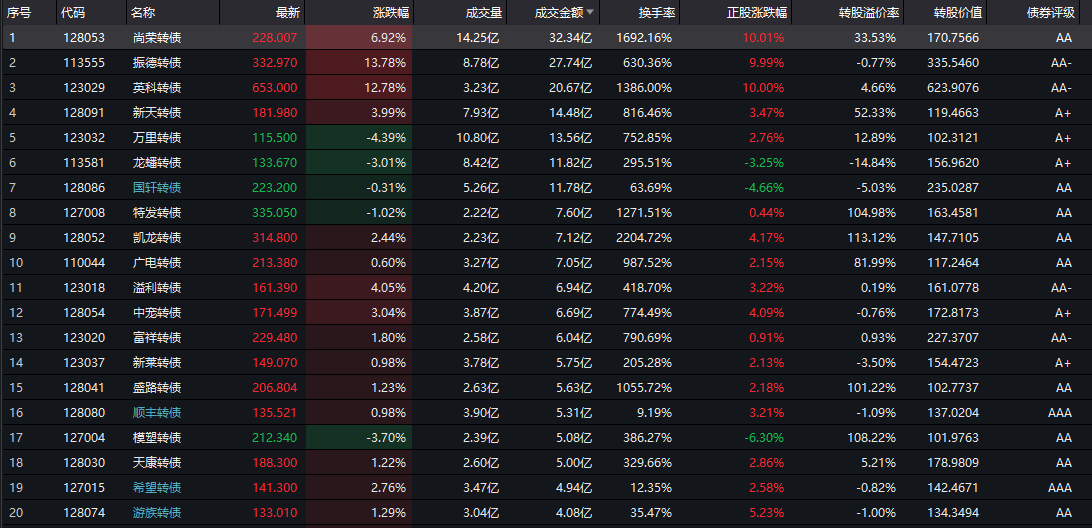 序号 代码 名称 最新 涨跌幅 成交量 成交金额 换手率 正股涨跌幅 转股溢价率 转股价值 债券评级
1 128053 尚荣转债 228.007 6.92% 14.25亿 32.34亿 1692.16% 10.01% 33.53% 170.7566 AA
2 113555 振德转债 332.970 13.78% 8.78亿 27.74亿 630.36% 9.99% -0.77% 335.5460 AA-
3 123029 英科转债 653.000 12.78% 3.23亿 20.67亿 1386.00% 10.00% 4.66% 623.9076 AA-
4 128091 新天转债 181.980 3.99% 7.93亿 14.48亿 816.46% 3.47% 52.33% 119.4663 A+
5 123032 万里转债 115.500 -4.39% 10.80亿 13.56亿 752.85% 2.76% 12.89% 102.3121 A+
6 113581 龙蟠转债 133.670 -3.01% 8.42亿 11.82亿 295.51% -3.25% -14.84% 156.9620 A+
7 128086 国轩转债 223.200 -0.31% 5.26亿 11.78亿 63.69% -4.66% -5.03% 235.0287 AA
8 127008 特发转债 335.050 -1.02% 2.22亿 7.60亿 1271.51% 0.44% 104.98% 163.4581 AA
9 128052 凯龙转债 314.800 2.44% 2.23亿 7.12亿 2204.72% 4.17% 113.12% 147.7105 AA
10 110044 广电转债 213.380 0.60% 3.27亿 7.05亿 987.52% 2.15% 81.99% 117.2464 AA
11 123018 溢利转债 161.390 4.05% 4.20亿 6.94亿 418.70% 3.22% 0.19% 161.0778 AA-
12 128054 中宠转债 171.499 3.04% 3.87亿 6.69亿 774.49% 4.09% -0.76% 172.8173 A+
13 123020 富祥转债 229.480 1.80% 2.58亿 6.04亿 790.69% 0.91% 0.93% 227.3707 AA-
14 123037 新莱转债 149.070 0.98% 3.78亿 5.75亿 205.28% 2.13% -3.50% 154.4723 A+
15 128041 盛路转债 206.804 1.23% 2.63亿 5.63亿 1055.72% 2.18% 101.22% 102.7737 AA
16 128080 顺丰转债 135.521 0.98% 3.90亿 5.31亿 9.19% 3.21% -1.09% 137.0204 AAA
17 127004 模塑转债 212.340 -3.70% 2.39亿 5.08亿 386.27% -6.30% 108.22% 101.9763 AA
18 128030 天康转债 188.300 1.22% 2.60亿 5.00亿 329.66% 2.86% 5.21% 178.9809 AA
19 127015 希望转债 141.300 2.76% 3.47亿 4.94亿 12.35% 2.58% -0.82% 142.4671 AAA
20 128074 游族转债 133.010 1.29% 3.04亿 4.08亿 35.47% 5.23% -1.00% 134.3494 AA